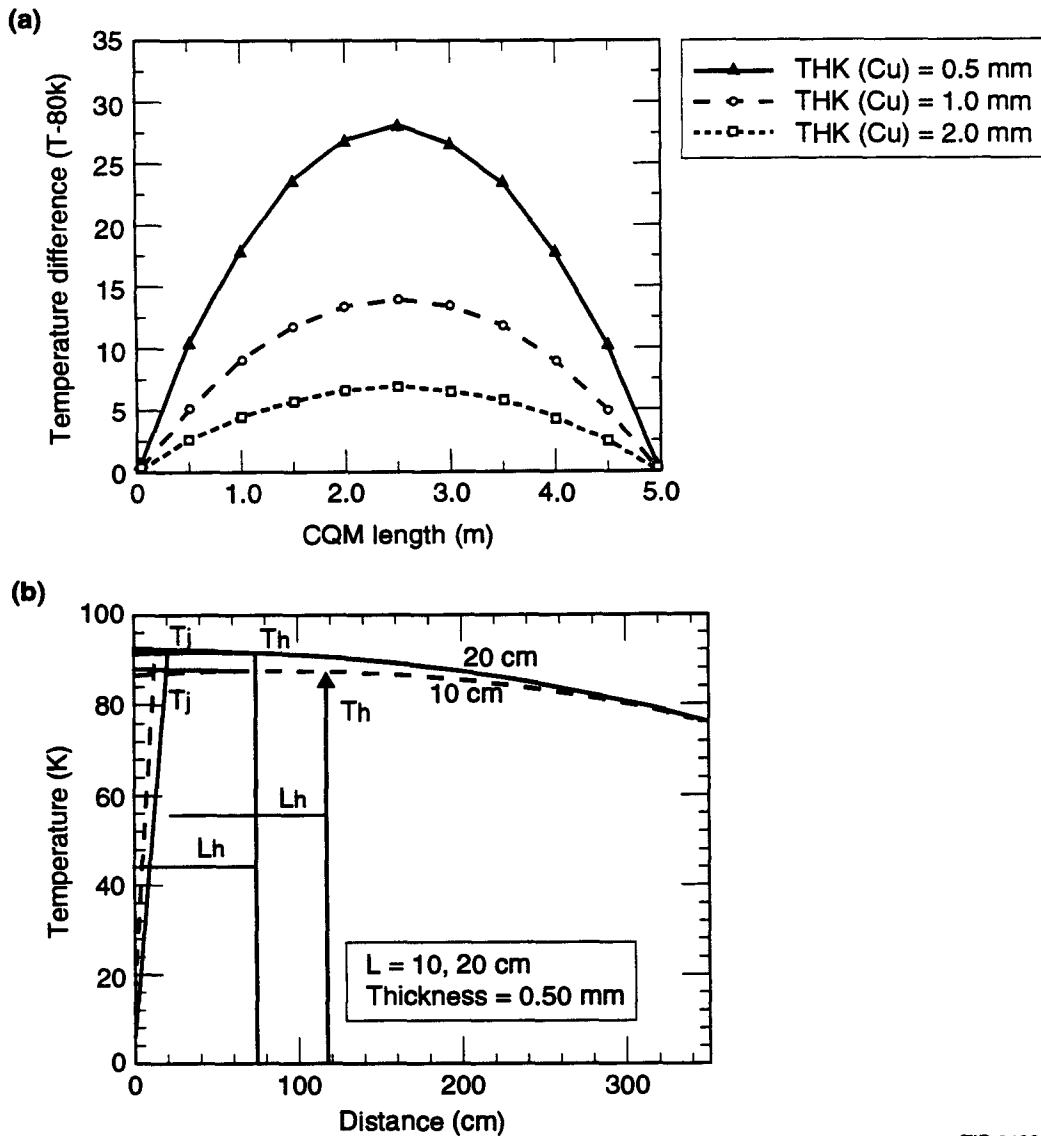 (a)
35
30
25
20
15
10
5
0
Temperature difference (T-80k)
0
1.0
2.0
3.0
4.0
5.0
CQM length (m)
THK (Cu) = 0.5 mm
THK (Cu) = 1.0 mm
THK (Cu) = 2.0 mm
(b)
100
80
60
40
20
0
Temperature (K)
Tj
Th
20 cm
10 cm
Tj
Th
Lh
Lh
L = 10, 20 cm
Thickness = 0.50 mm
0
100
200
300
Distance (cm)